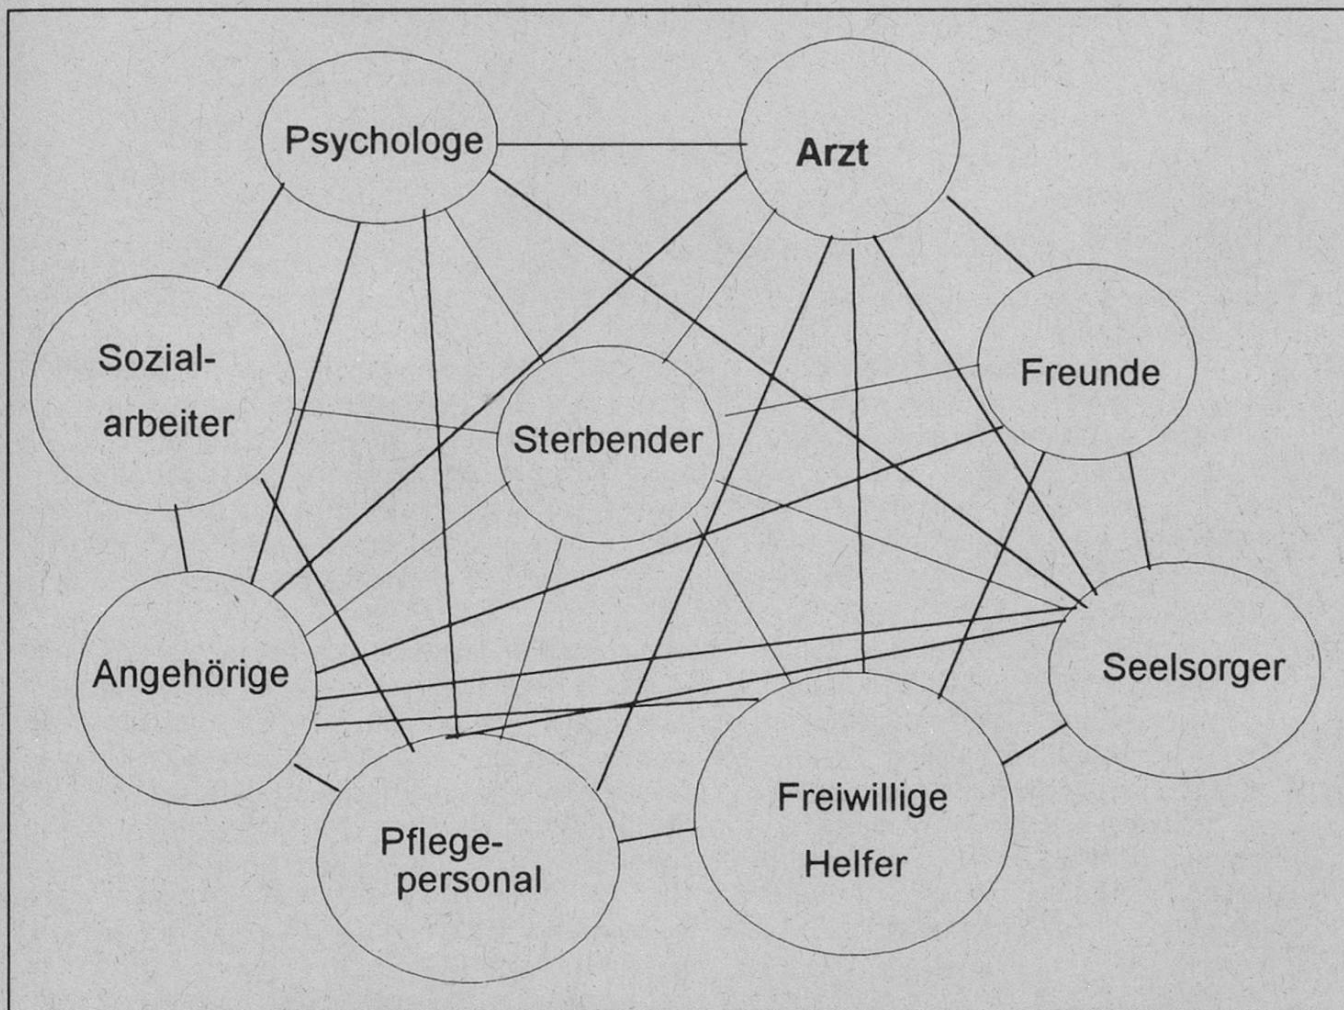 Psychologe
Arzt
Sozial-
arbeiter
Freunde
Sterbender
Angehörige
Seelsorger
Pflege-
personal
Freiwillige
Helfer